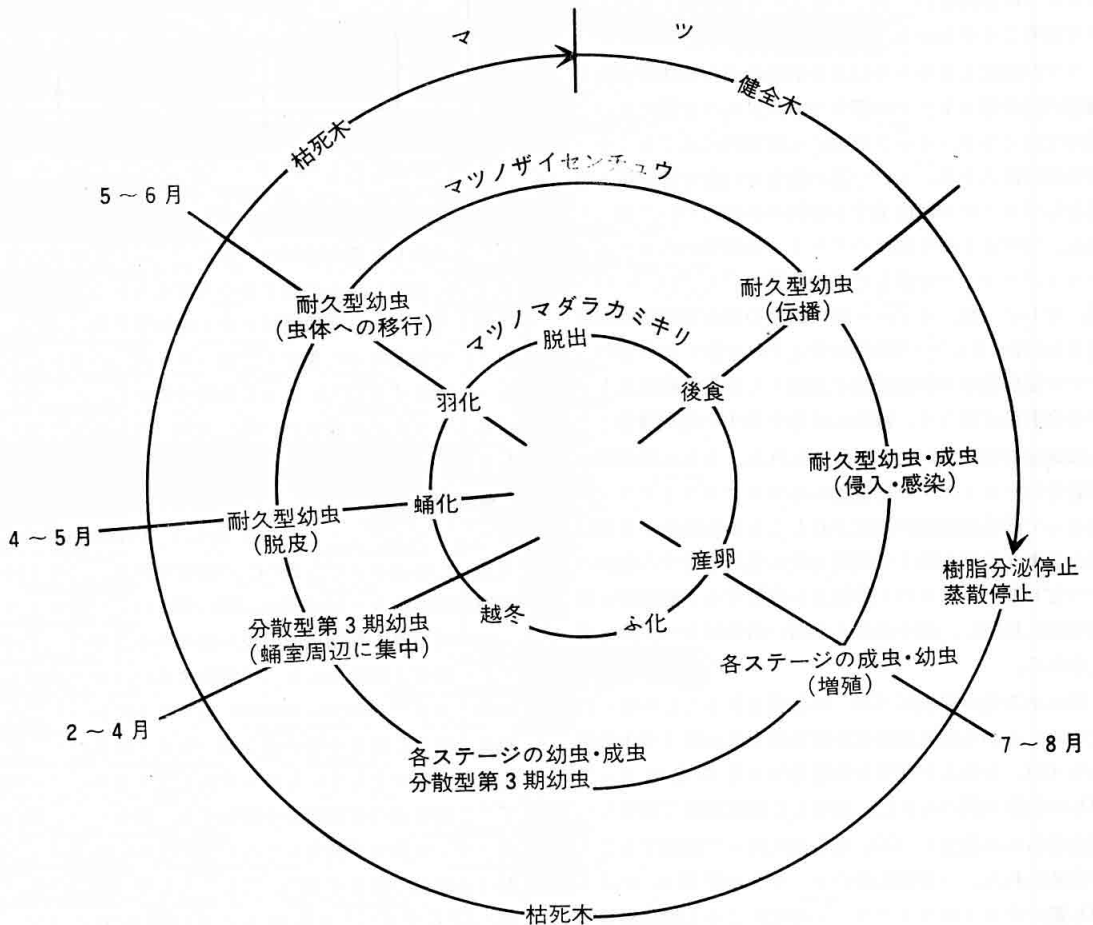 マツ
健全木
枯死木
マツノザイセンチュウ
5～6月
耐久型幼虫
(伝播)
耐久型幼虫
(虫体への移行)
マツノマダラカミキリ
脱出
後食
羽化
耐久型幼虫・成虫
(侵入・感染)
蛹化
耐久型幼虫
(脱皮)
4～5月
産卵
樹脂分泌停止
蒸散停止
越冬
ふ化
分散型第3期幼虫
(蛹室周辺に集中)
各ステージの成虫・幼虫
(増殖)
2～4月
7～8月
各ステージの幼虫・成虫
分散型第3期幼虫
枯死木